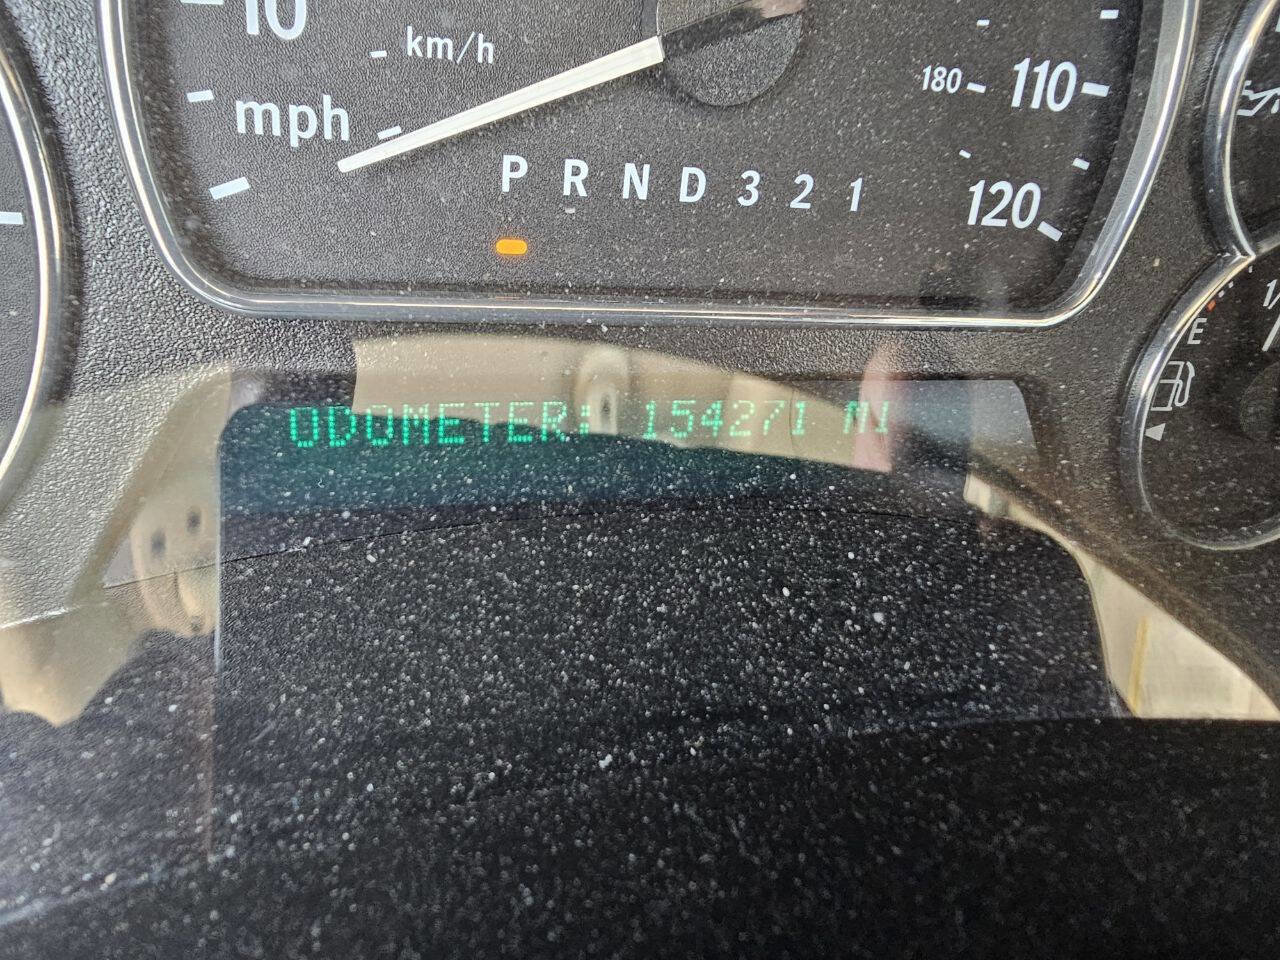 10
km/h
mph
180 110
120
P R N D 3 2 1
E
ODOMETER: 154271 MI